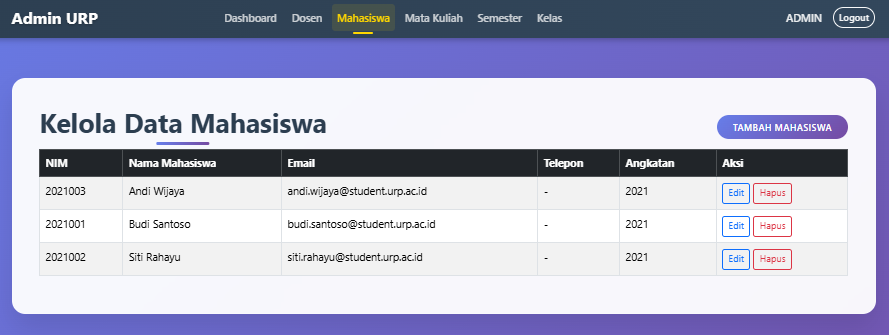 Admin URP Dashboard Dosen Mahasiswa Mata Kuliah Semester Kelas ADMIN Logout
Kelola Data Mahasiswa TAMBAH MAHASISWA
NIM Nama Mahasiswa Email Telepon Angkatan Aksi
2021003 Andi Wijaya andi.wijaya@student.urp.ac.id - 2021 Edit Hapus
2021001 Budi Santoso budi.santoso@student.urp.ac.id - 2021 Edit Hapus
2021002 Siti Rahayu siti.rahayu@student.urp.ac.id - 2021 Edit Hapus